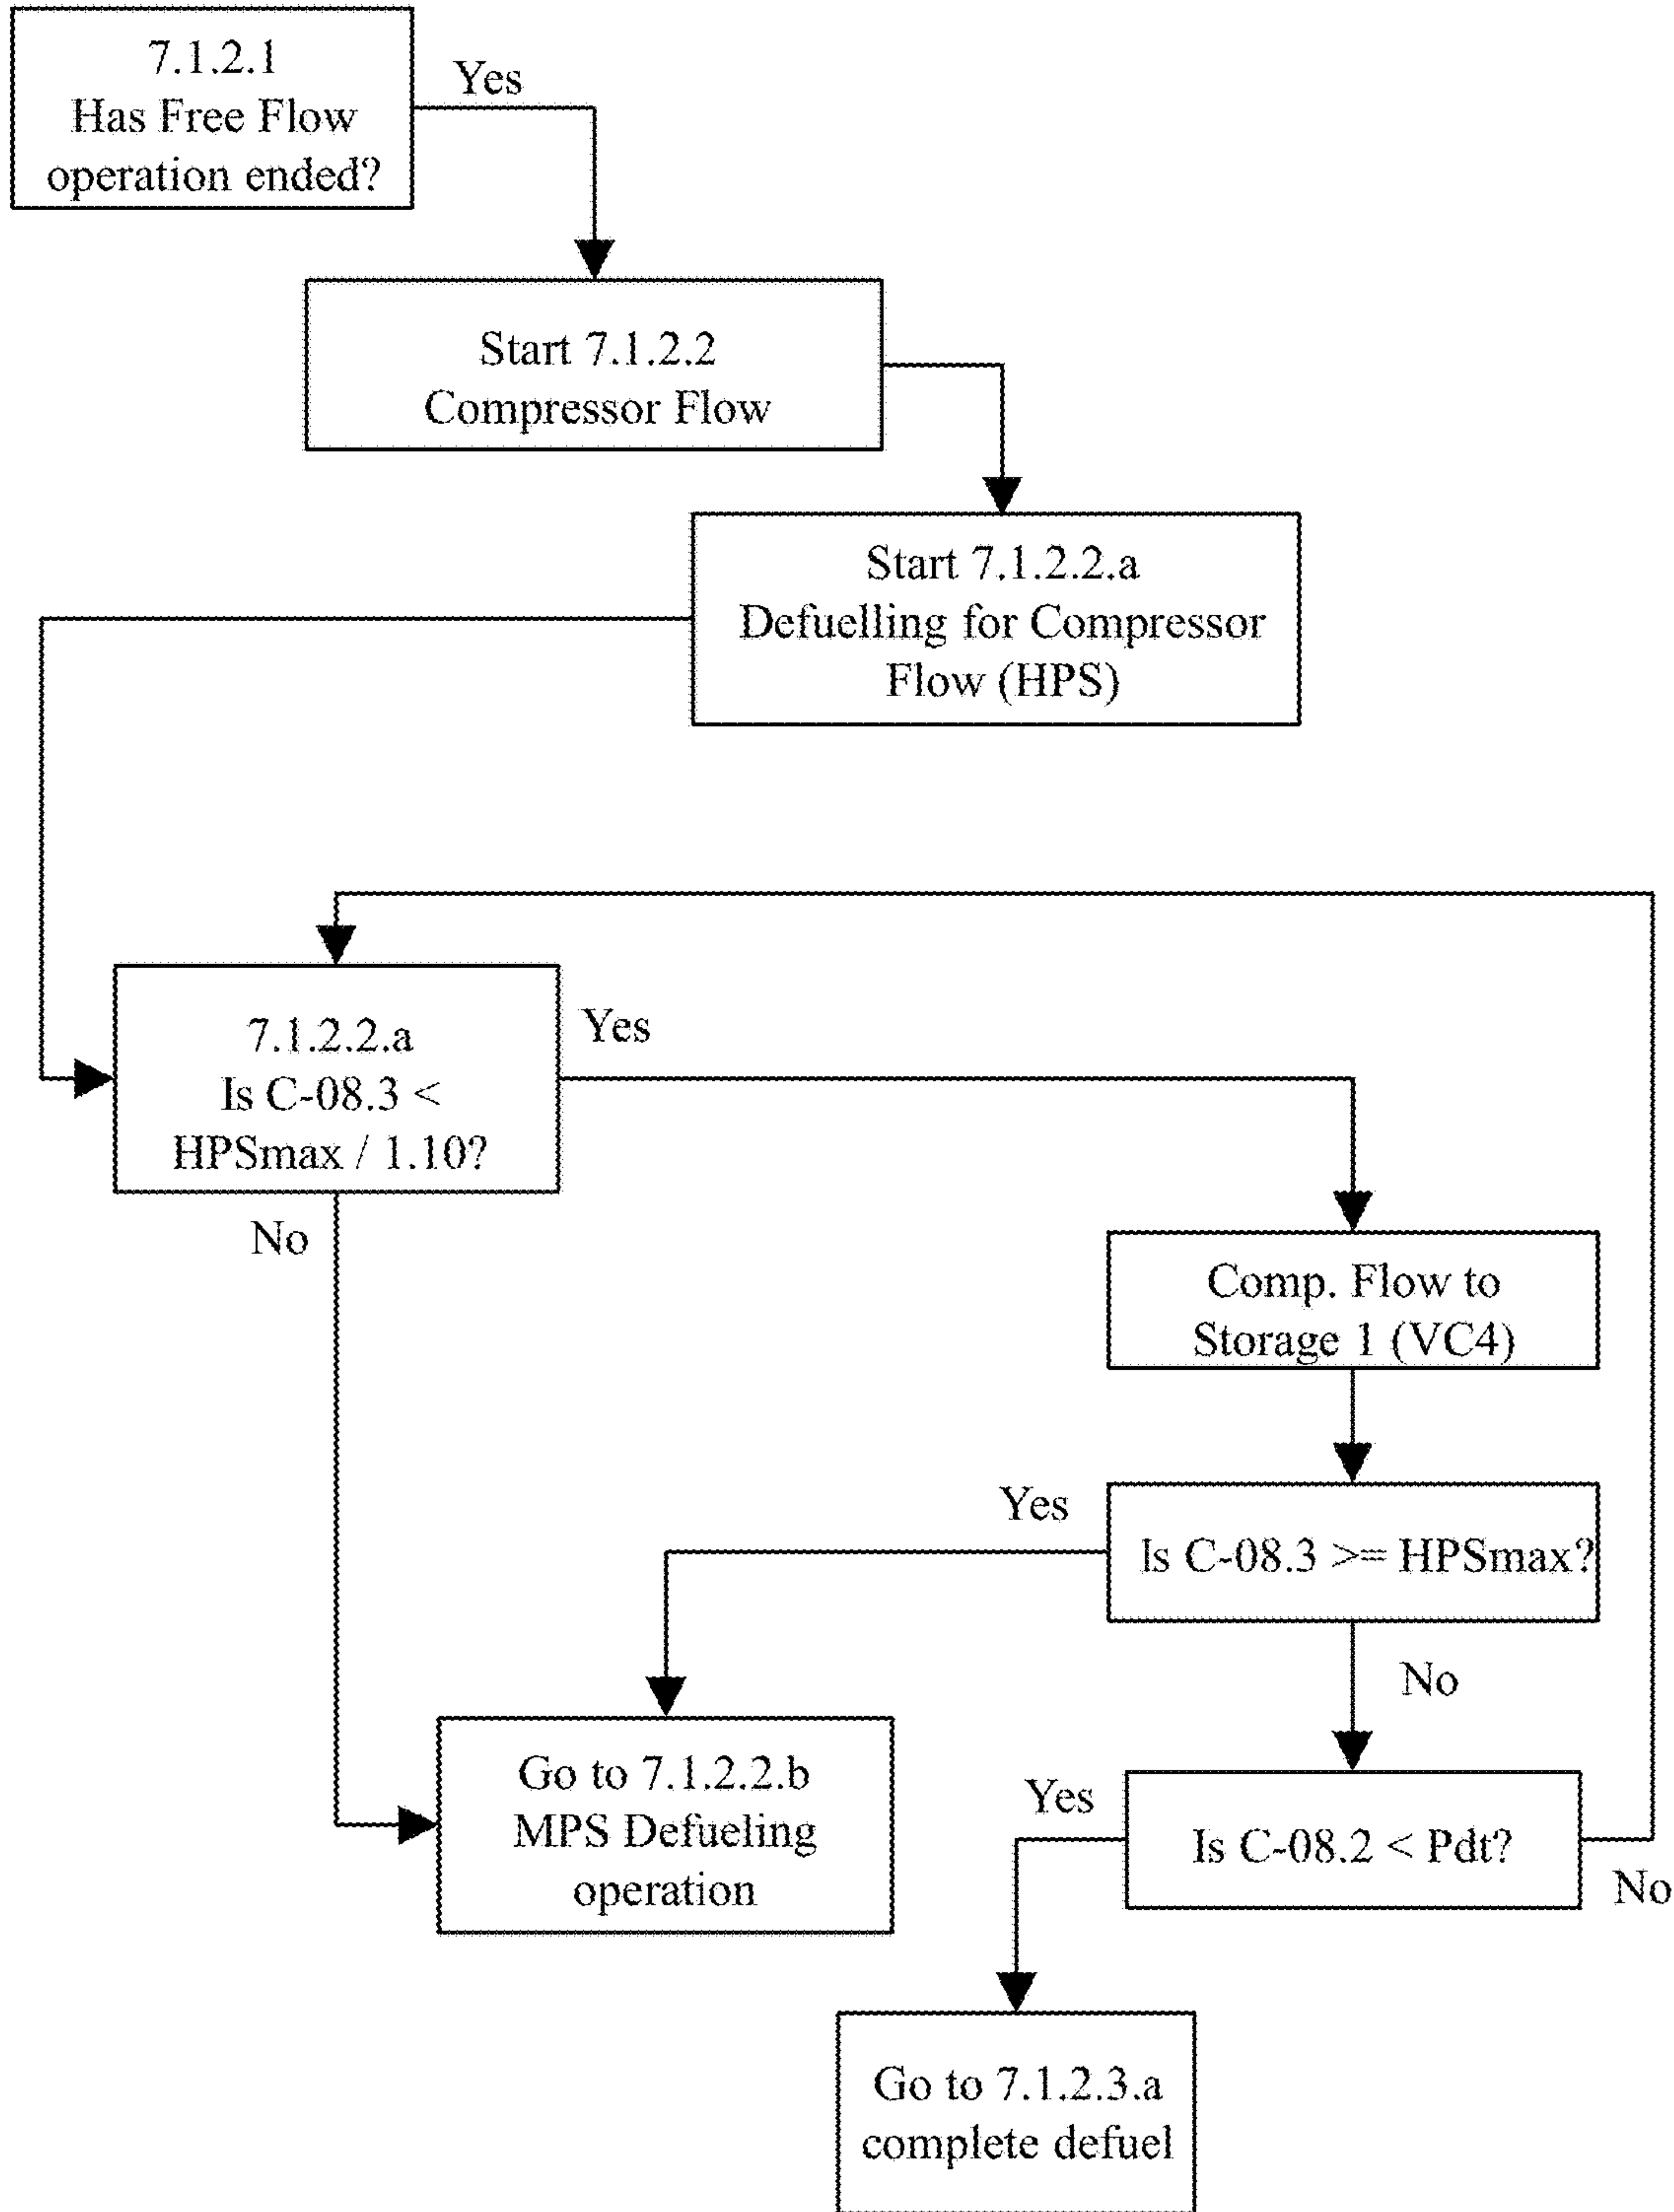 7.1.2.1
Has Free Flow
operation ended?
Yes
Start 7.1.2.2
Compressor Flow
Start 7.1.2.2.a
Defuelling for Compressor
Flow (HPS)
7.1.2.2.a
Is C-08.3 <
HPSmax / 1.10?
Yes
No
Comp. Flow to
Storage 1 (VC4)
Is C-08.3 >= HPSmax?
Yes
No
Go to 7.1.2.2.b
MPS Defueling
operation
Is C-08.2 < Pdt?
Yes
No
Go to 7.1.2.3.a
complete defuel